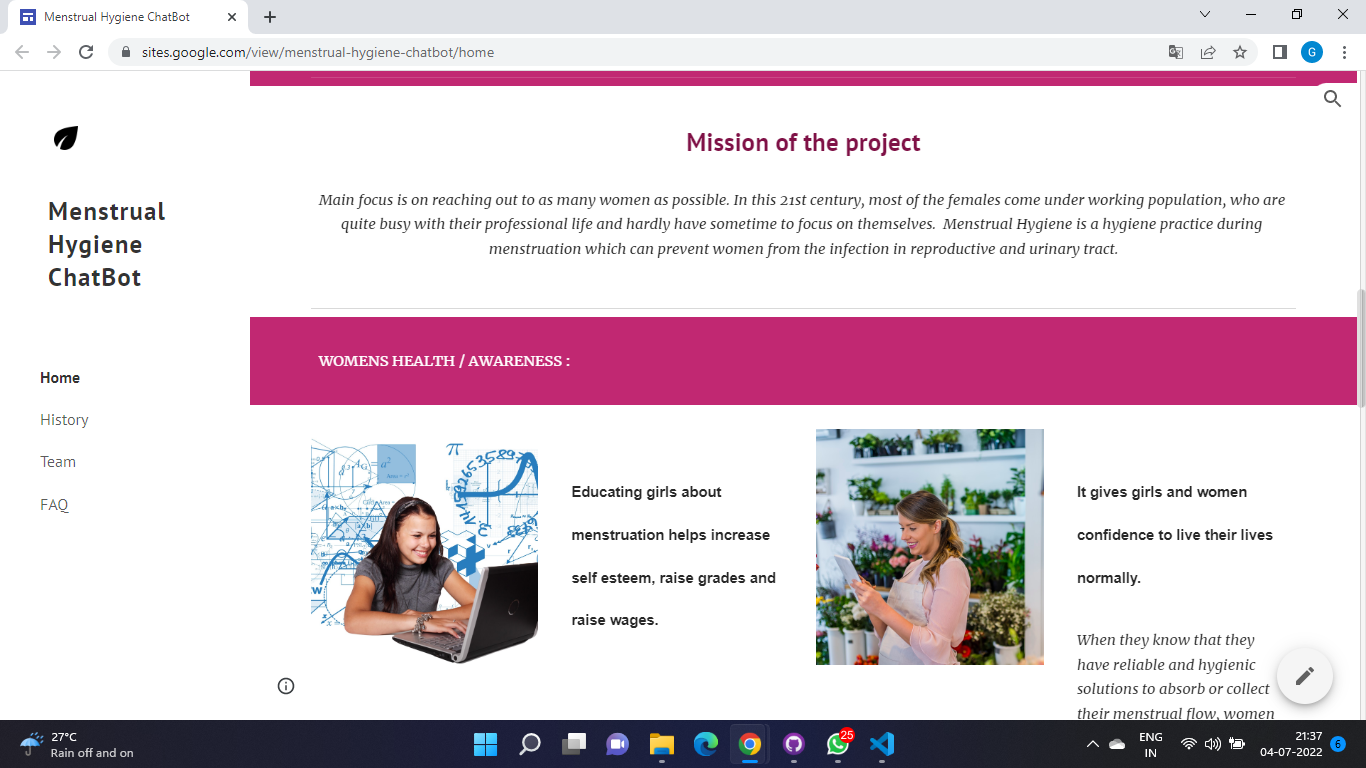 Menstrual Hygiene ChatBot
sites.google.com/view/menstrual-hygiene-chatbot/home
G
Menstrual
Hygiene
ChatBot
Home
History
Team
FAQ
Mission of the project
Main focus is on reaching out to as many women as possible. In this 21st century, most of the females come under working population, who are
quite busy with their professional life and hardly have sometime to focus on themselves.  Menstrual Hygiene is a hygiene practice during
menstruation which can prevent women from the infection in reproductive and urinary tract.
WOMENS HEALTH / AWARENESS :
Educating girls about
menstruation helps increase
self esteem, raise grades and
raise wages.
It gives girls and women
confidence to live their lives
normally.
When they know that they
have reliable and hygienic
solutions to absorb or collect
their menstrual flow, women
27°C
Rain off and on
25
ENG
IN
21:37
04-07-2022
6